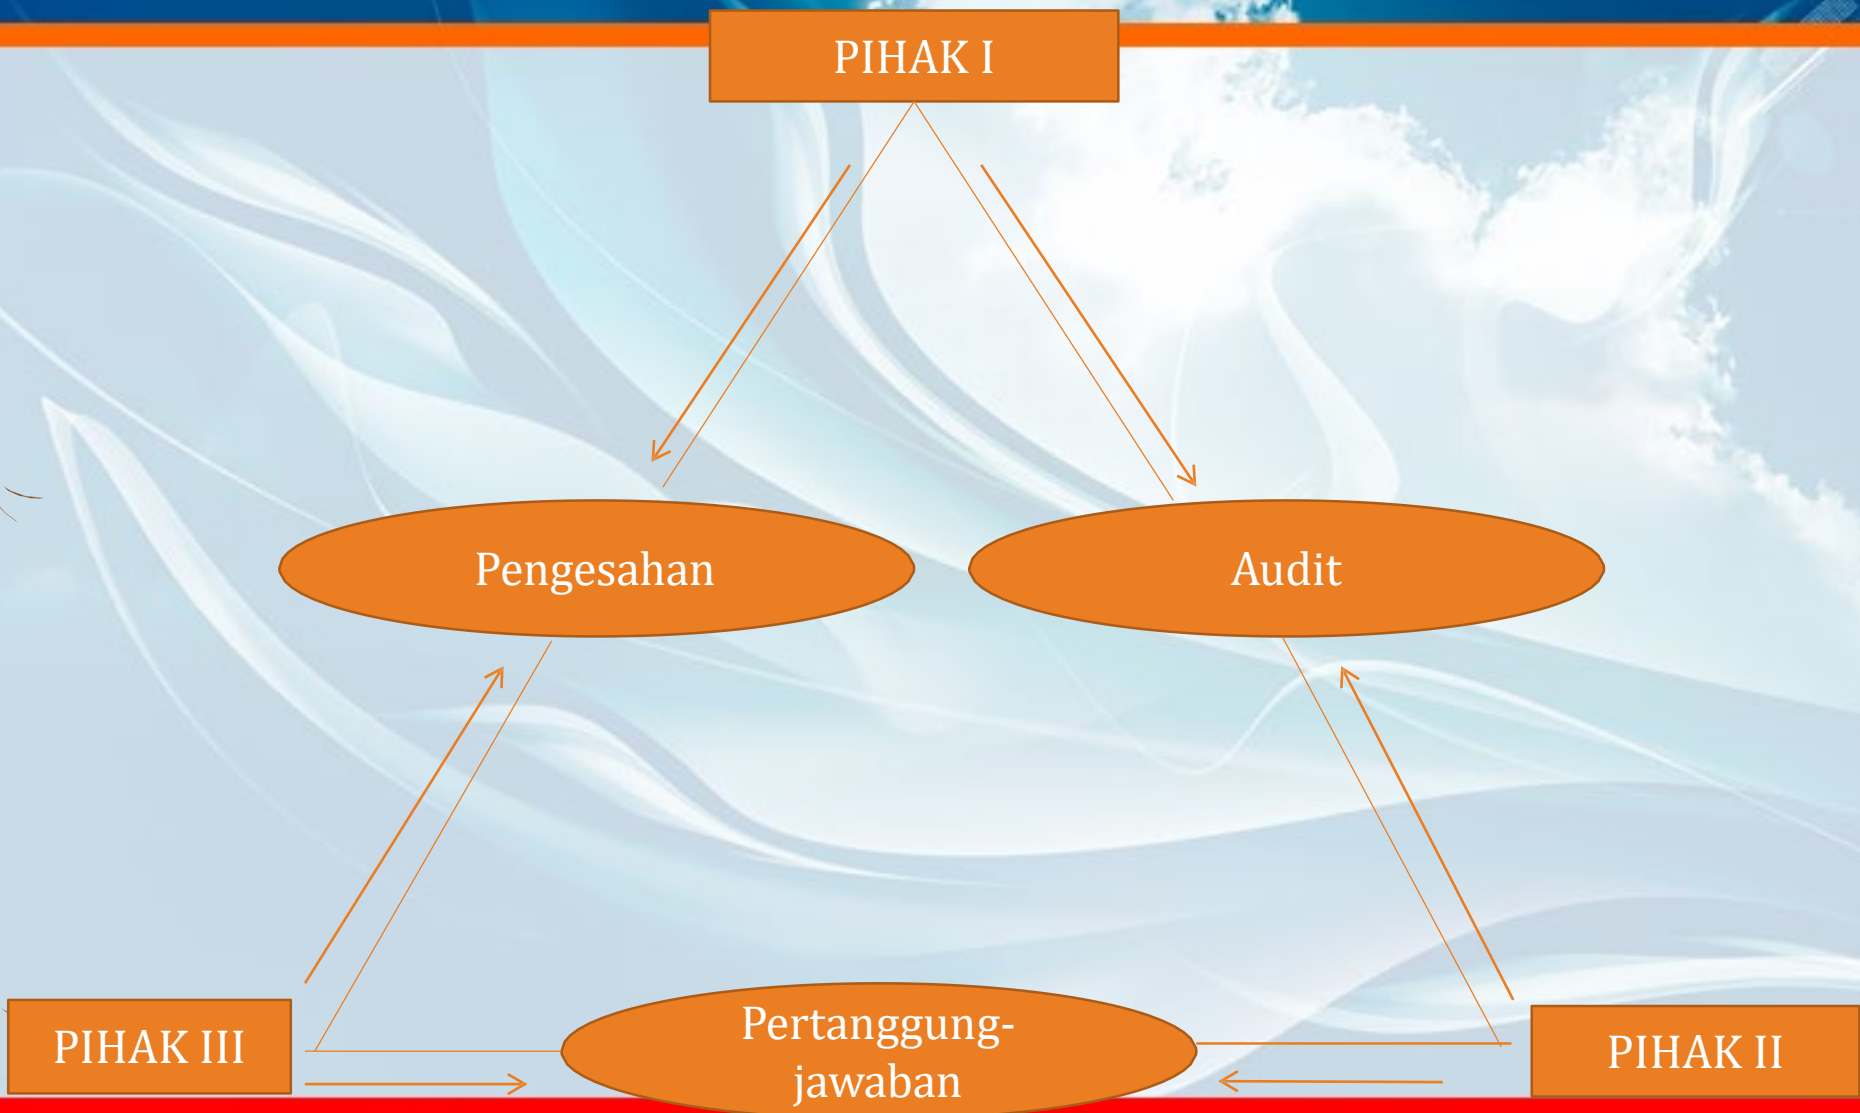 PIHAK I
Pengesahan
Audit
PIHAK III
Pertanggung-
jawaban
PIHAK II